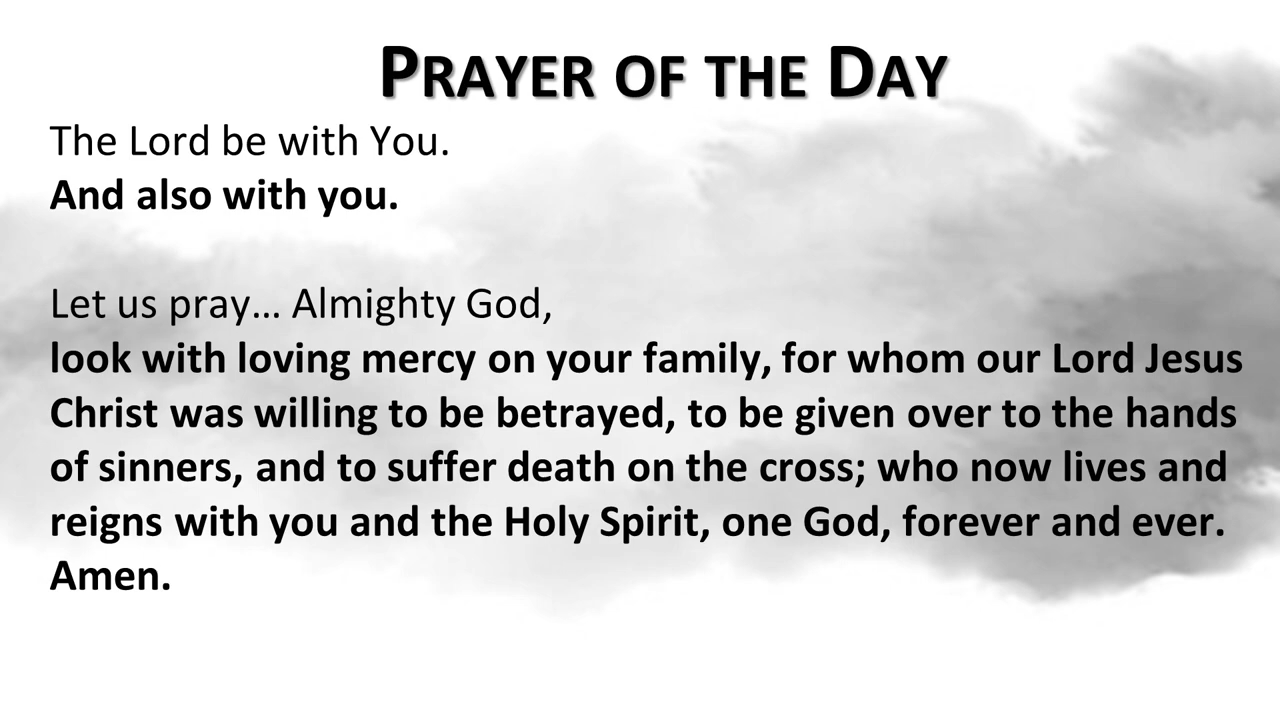 PRAYER OF THE DAY
The Lord be with You.
And also with you.
Let us pray… Almighty God,
look with loving mercy on your family, for whom our Lord Jesus
Christ was willing to be betrayed, to be given over to the hands
of sinners, and to suffer death on the cross; who now lives and
reigns with you and the Holy Spirit, one God, forever and ever.
Amen.